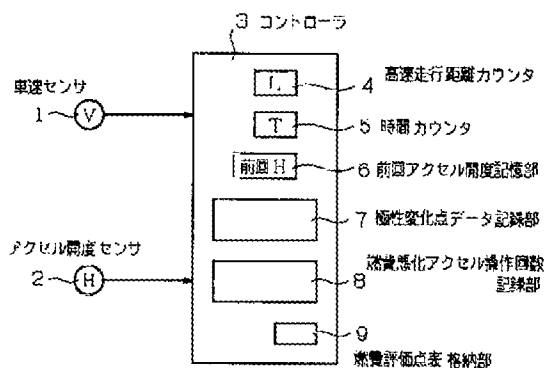 3 コントローラ
車速センサ
1 V
L 4 高速走行距離カウンタ
T 5 時間カウンタ
前回 H 6 前回アクセル開度記憶部
7 極性変化点データ記録部
アクセル開度センサ
2 H
8 燃費悪化アクセル操作回数
記録部
9
燃費評価点表 格納部